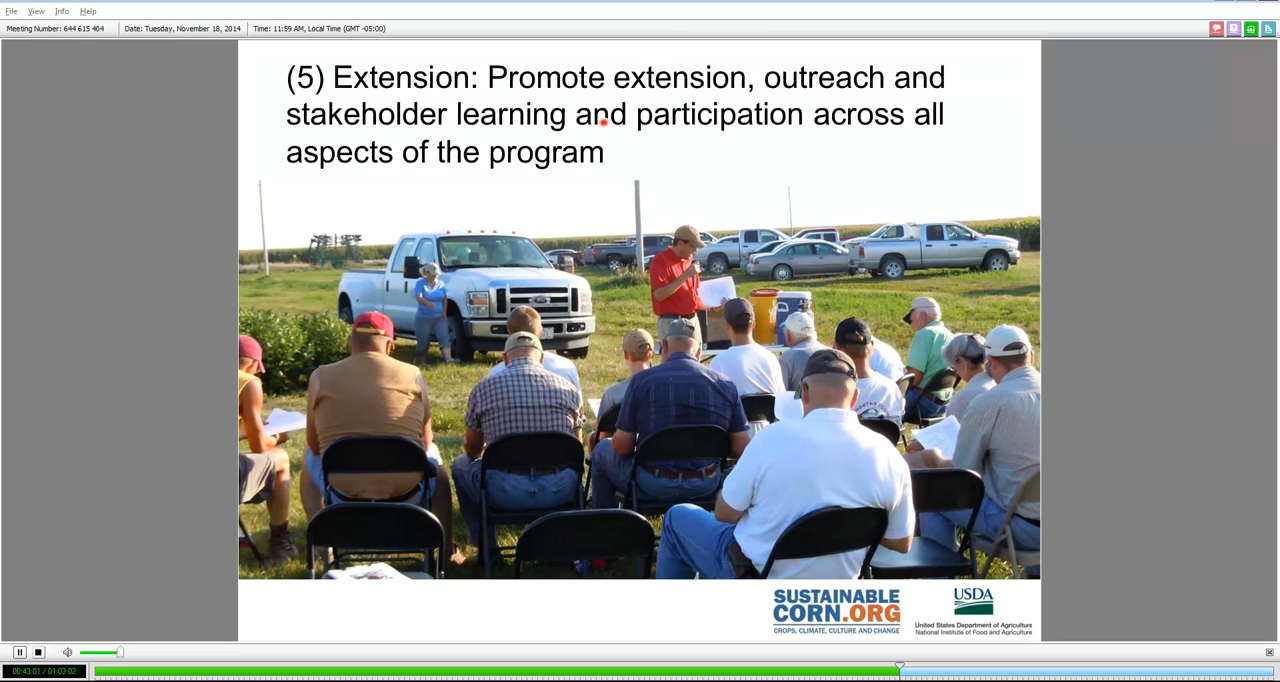 File View Info Help
Meeting Number: 644 615 404 Date: Tuesday, November 18, 2014 Time: 11:59 AM, Local Time (GMT -05:00)
(5) Extension: Promote extension, outreach and
stakeholder learning and participation across all
aspects of the program
SUSTAINABLE
CORN.ORG
CROPS, CLIMATE, CULTURE AND CHANGE
USDA
United States Department of Agriculture
National Institute of Food and Agriculture
00:43:01 / 01:03:02